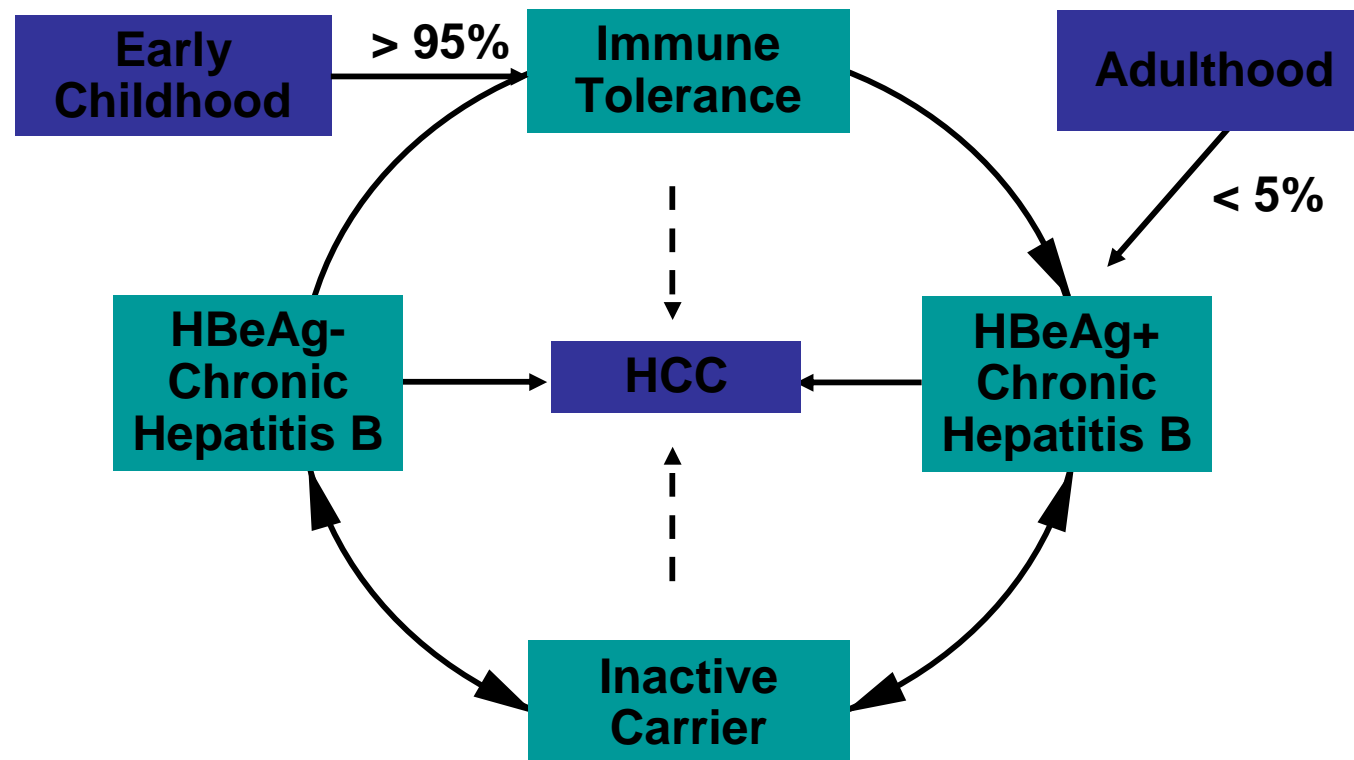 Early
Childhood
> 95%
Immune
Tolerance
Adulthood
< 5%
HBeAg-
Chronic
Hepatitis B
HCC
HBeAg+
Chronic
Hepatitis B
Inactive
Carrier